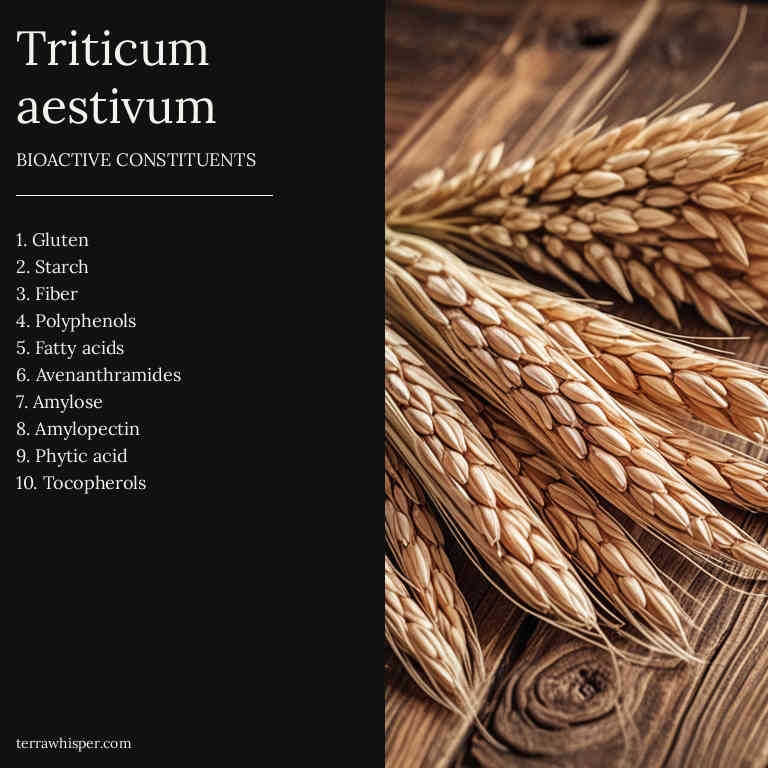 Triticum
aestivum
BIOACTIVE CONSTITUENTS
1. Gluten
2. Starch
3. Fiber
4. Polyphenols
5. Fatty acids
6. Avenanthramides
7. Amylose
8. Amylopectin
9. Phytic acid
10. Tocopherols
terrawhisper.com